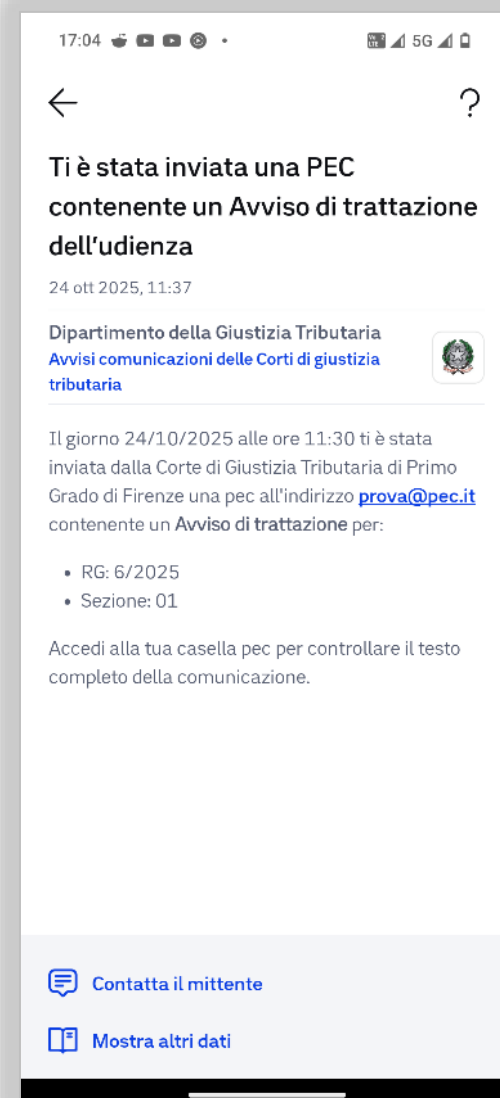 17:04
Vo 2
LTE
5G
?
Ti è stata inviata una PEC
contenente un Avviso di trattazione
dell'udienza
24 ott 2025, 11:37
Dipartimento della Giustizia Tributaria
Avvisi comunicazioni delle Corti di giustizia
tributaria
Il giorno 24/10/2025 alle ore 11:30 ti è stata
inviata dalla Corte di Giustizia Tributaria di Primo
Grado di Firenze una pec all'indirizzo prova@pec.it
contenente un Avviso di trattazione per:
• RG: 6/2025
• Sezione: 01
Accedi alla tua casella pec per controllare il testo
completo della comunicazione.
Contatta il mittente
Mostra altri dati